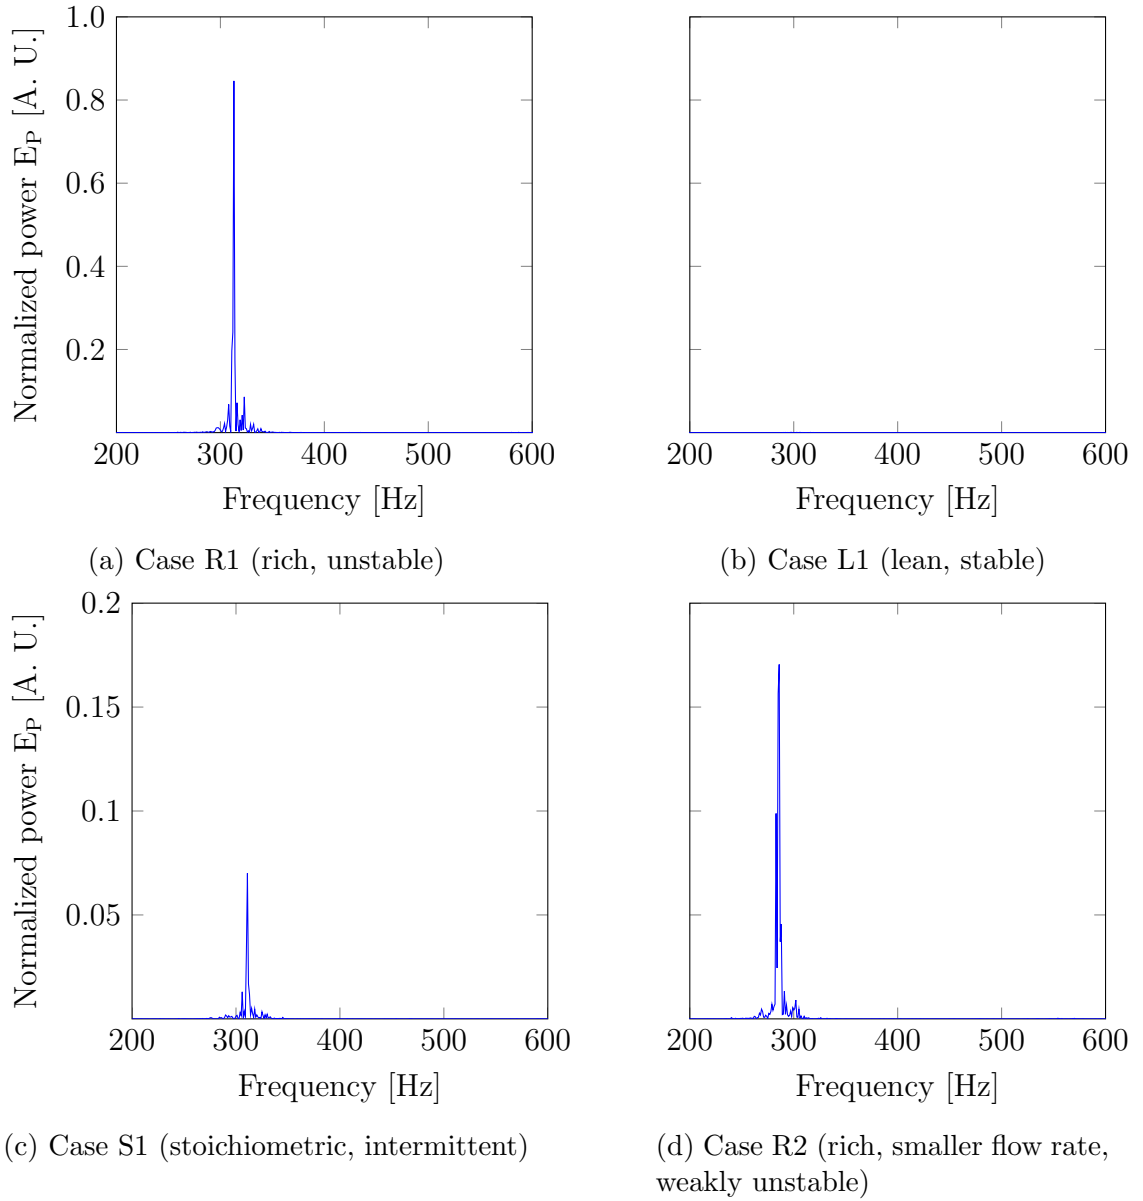 1.0
0.8
0.6
0.4
0.2
Normalized power E_P [A. U.]
200 300 400 500 600
Frequency [Hz]
(a) Case R1 (rich, unstable)
200 300 400 500 600
Frequency [Hz]
(b) Case L1 (lean, stable)
0.2
0.15
0.1
0.05
Normalized power E_P [A. U.]
200 300 400 500 600
Frequency [Hz]
(c) Case S1 (stoichiometric, intermittent)
200 300 400 500 600
Frequency [Hz]
(d) Case R2 (rich, smaller flow rate,
weakly unstable)